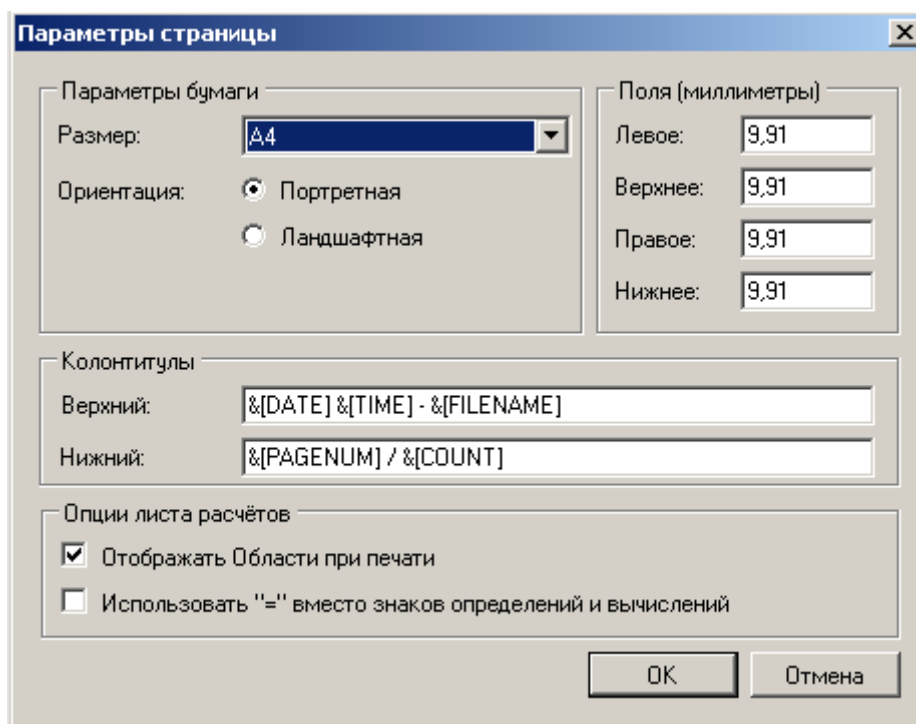 Параметры страницы
Параметры бумаги
Размер: A4
Ориентация: Портретная
Ландшафтная
Поля (миллиметры)
Левое: 9,91
Верхнее: 9,91
Правое: 9,91
Нижнее: 9,91
Колонтитулы
Верхний: &[DATE] &[TIME] - &[FILENAME]
Нижний: &[PAGENUM] / &[COUNT]
Опции листа расчётов
Отображать Области при печати
Использовать "=" вместо знаков определений и вычислений
OK Отмена